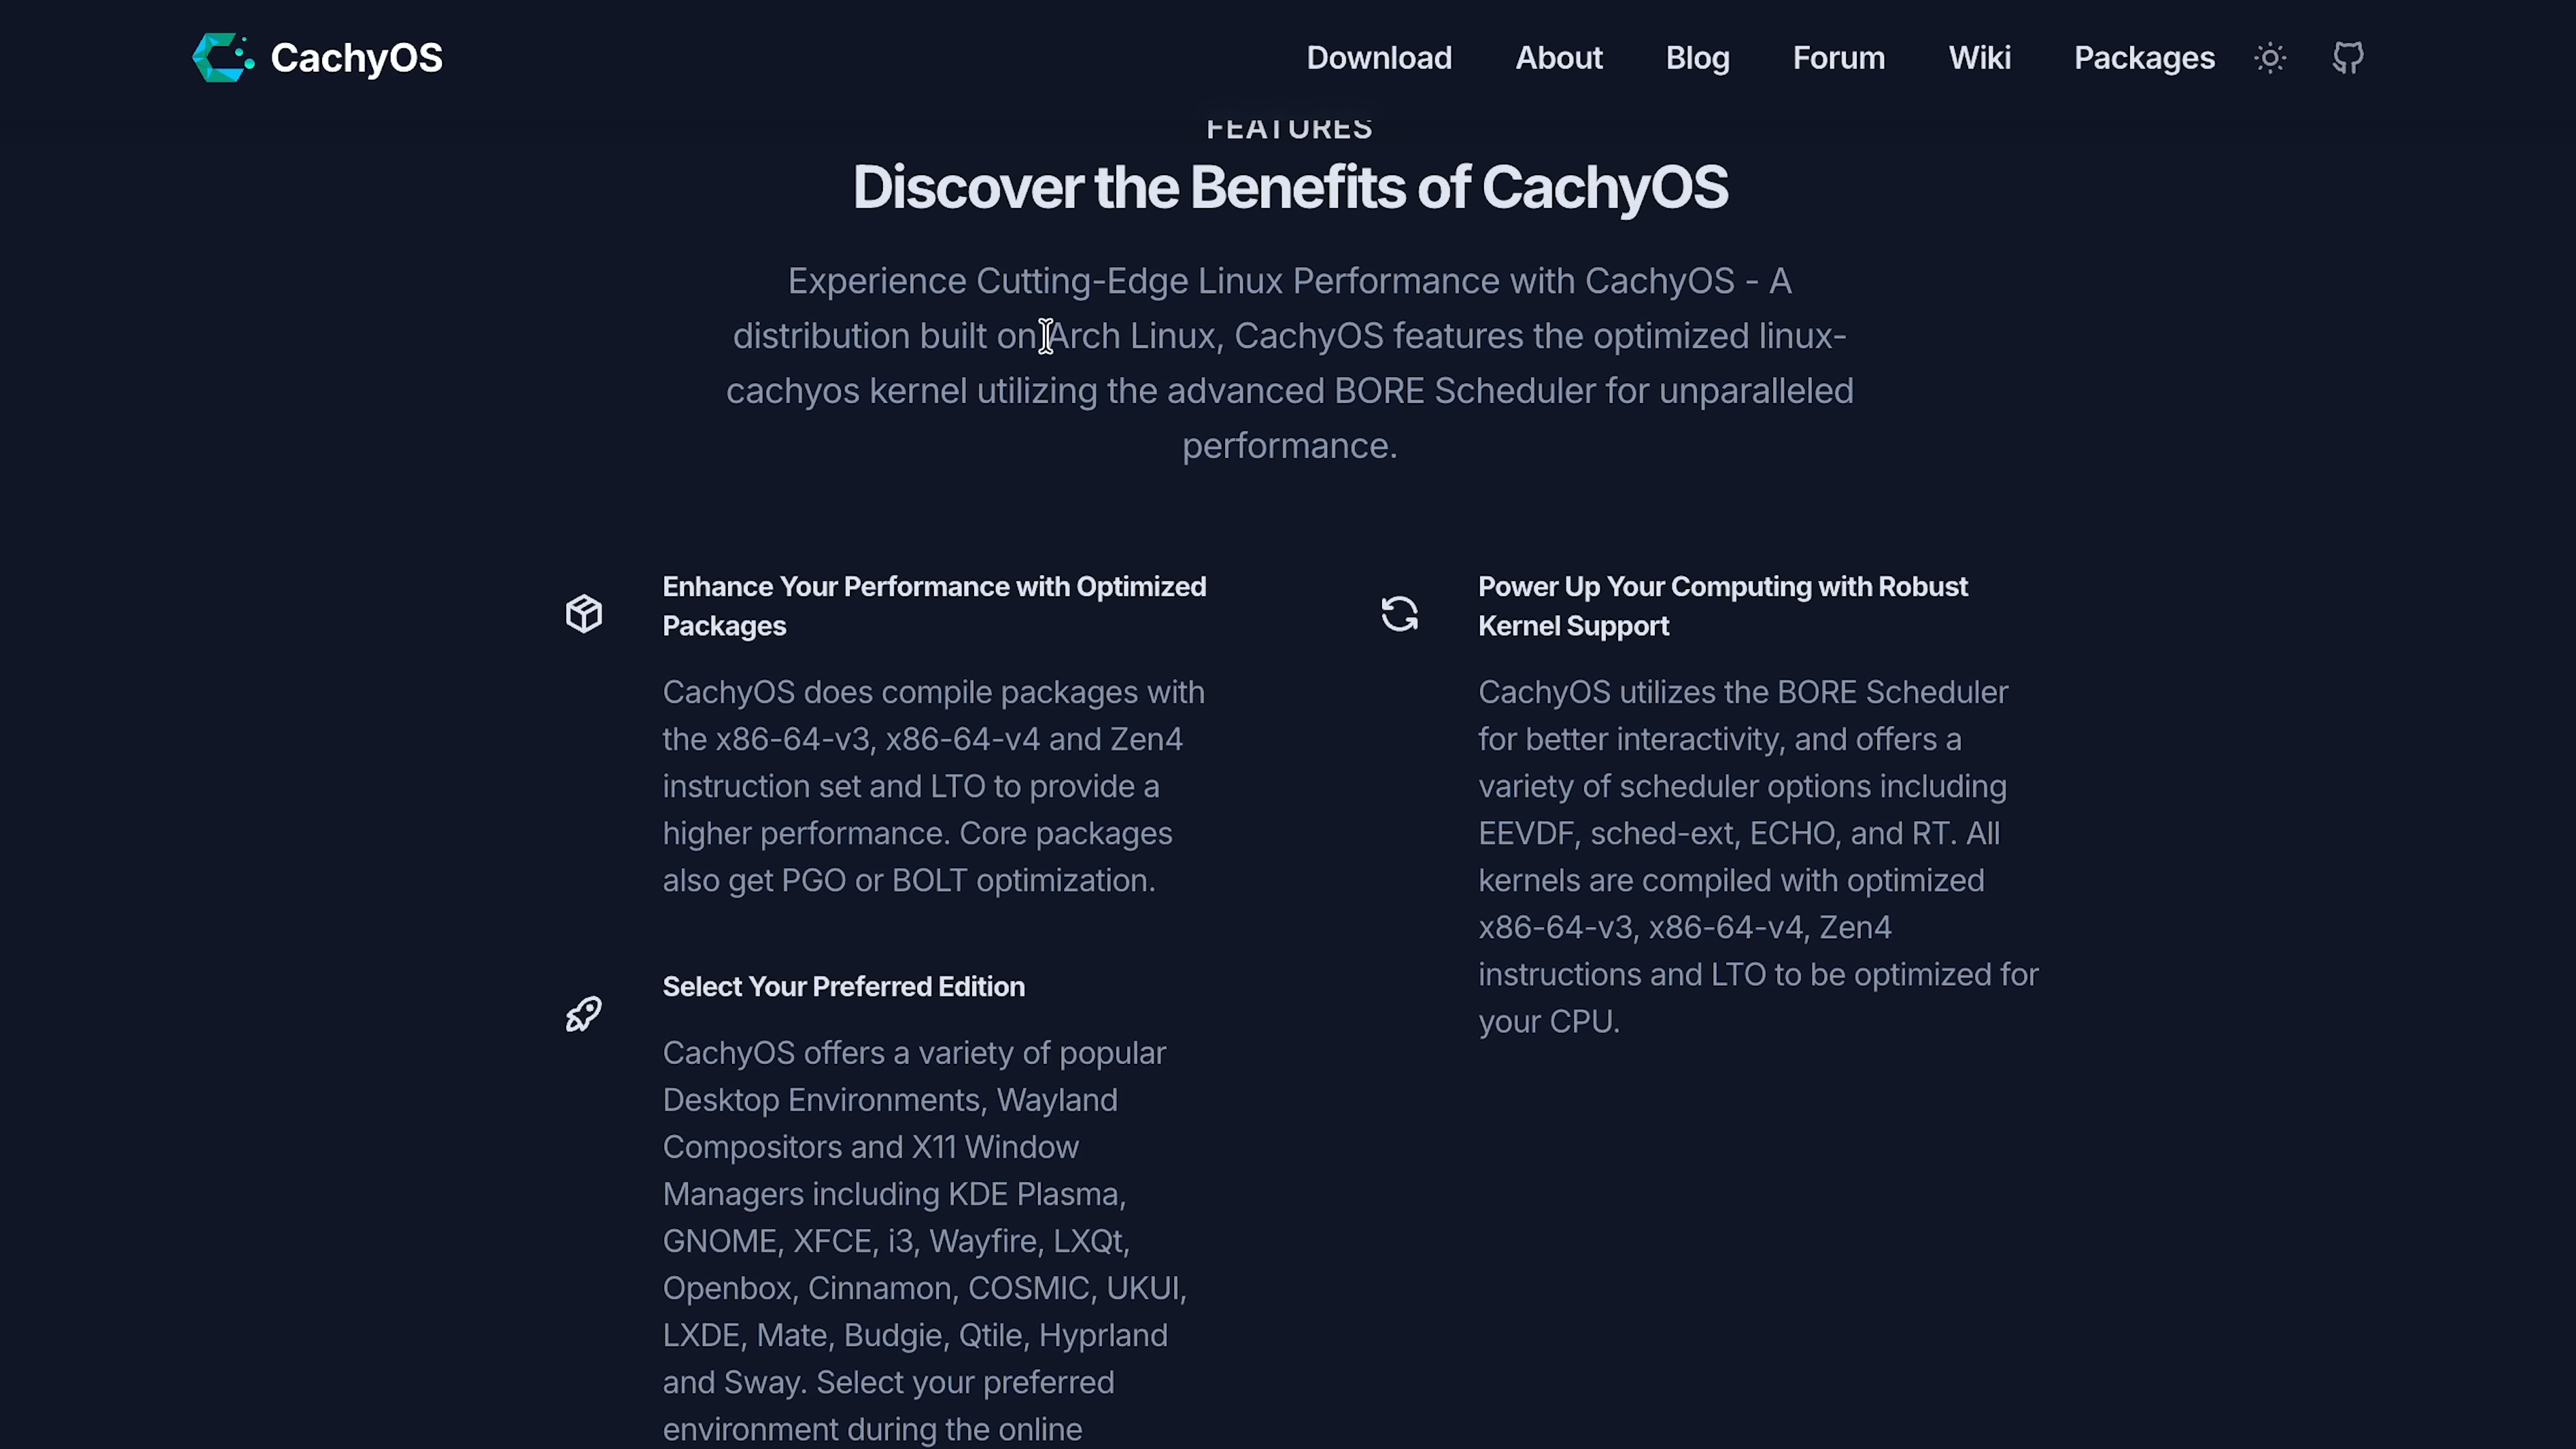 CachyOS
Download About Blog Forum Wiki Packages
FEATURES
Discover the Benefits of CachyOS
Experience Cutting-Edge Linux Performance with CachyOS - A
distribution built on Arch Linux, CachyOS features the optimized linux-
cachyos kernel utilizing the advanced BORE Scheduler for unparalleled
performance.
Enhance Your Performance with Optimized
Packages
CachyOS does compile packages with
the x86-64-v3, x86-64-v4 and Zen4
instruction set and LTO to provide a
higher performance. Core packages
also get PGO or BOLT optimization.
Power Up Your Computing with Robust
Kernel Support
CachyOS utilizes the BORE Scheduler
for better interactivity, and offers a
variety of scheduler options including
EEVDF, sched-ext, ECHO, and RT. All
kernels are compiled with optimized
x86-64-v3, x86-64-v4, Zen4
instructions and LTO to be optimized for
your CPU.
Select Your Preferred Edition
CachyOS offers a variety of popular
Desktop Environments, Wayland
Compositors and X11 Window
Managers including KDE Plasma,
GNOME, XFCE, i3, Wayfire, LXQt,
Openbox, Cinnamon, COSMIC, UKUI,
LXDE, Mate, Budgie, Qtile, Hyprland
and Sway. Select your preferred
environment during the online